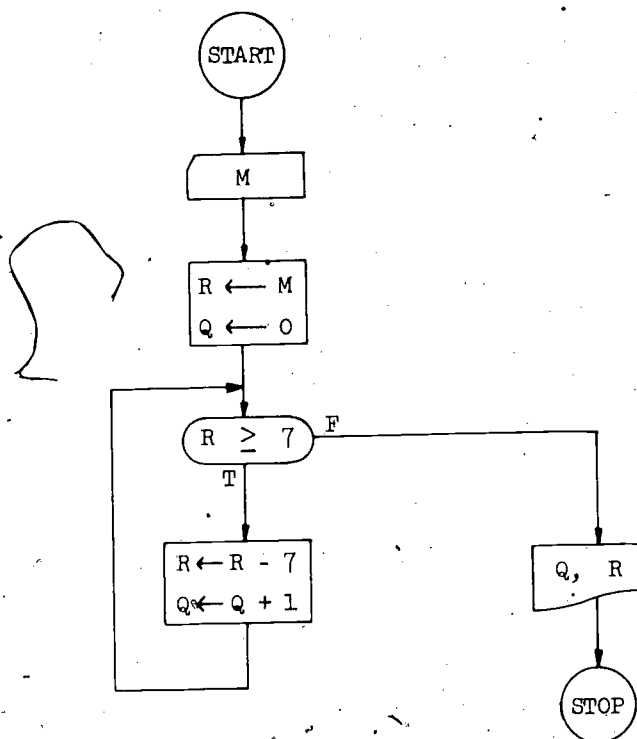 START
M
R ← M
Q ← 0
R ≥ 7
F
T
R ← R - 7
Q ← Q + 1
Q, R
STOP